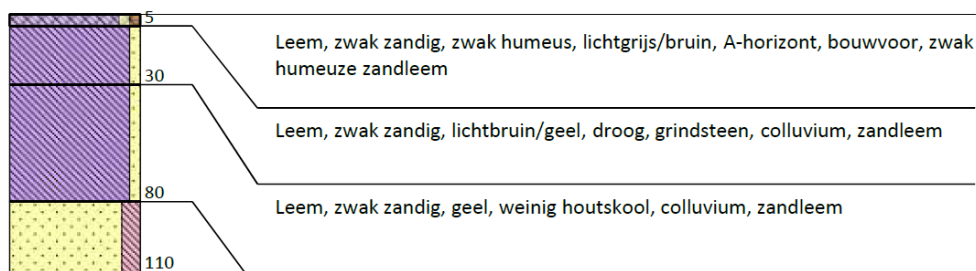 5
Leem, zwak zandig, zwak humeus, lichtgrijs/bruin, A-horizont, bouwvoor, zwak
humeuze zandleem
30
Leem, zwak zandig, lichtbruin/geel, droog, grindsteen, colluvium, zandleem
80
Leem, zwak zandig, geel, weinig houtskool, colluvium, zandleem
110